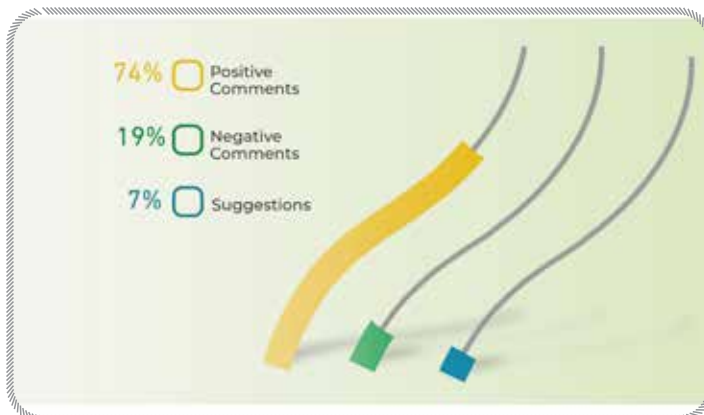 74% Positive
Comments
19% Negative
Comments
7% Suggestions